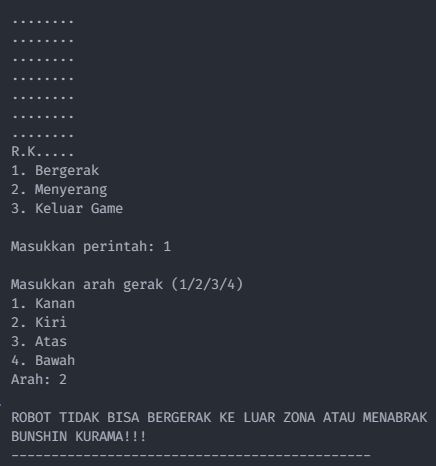 ........
........
........
........
........
........
........
R.K.....
1. Bergerak
2. Menyerang
3. Keluar Game
Masukkan perintah: 1
Masukkan arah gerak (1/2/3/4)
1. Kanan
2. Kiri
3. Atas
4. Bawah
Arah: 2
ROBOT TIDAK BISA BERGERAK KE LUAR ZONA ATAU MENABRAK
BUNSHIN KURAMA!!!
---------------------------------------------